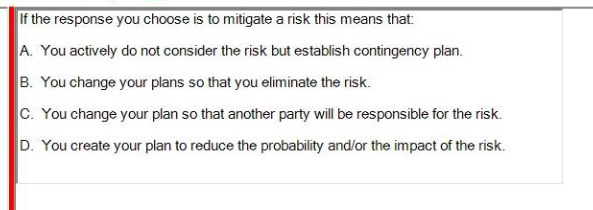 If the response you choose is to mitigate a risk this means that:
A. You actively do not consider the risk but establish contingency plan.
B. You change your plans so that you eliminate the risk.
C. You change your plan so that another party will be responsible for the risk.
D. You create your plan to reduce the probability and/or the impact of the risk.